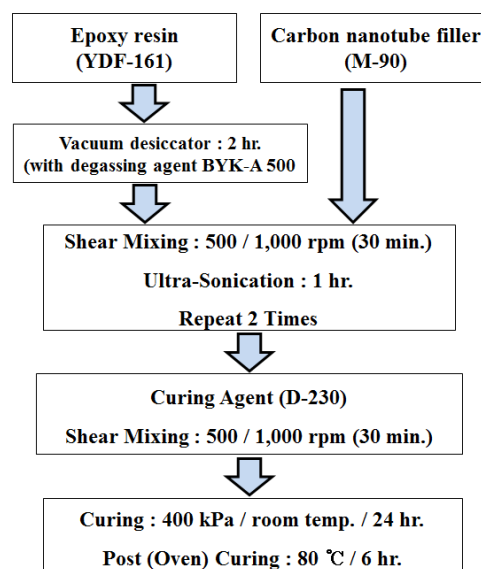 Epoxy resin
(YDF-161)
Carbon nanotube filler
(M-90)
Vacuum desiccator : 2 hr.
(with degassing agent BYK-A 500
Shear Mixing : 500 / 1,000 rpm (30 min.)
Ultra-Sonication : 1 hr.
Repeat 2 Times
Curing Agent (D-230)
Shear Mixing : 500 / 1,000 rpm (30 min.)
Curing : 400 kPa / room temp. / 24 hr.
Post (Oven) Curing : 80 ℃ / 6 hr.